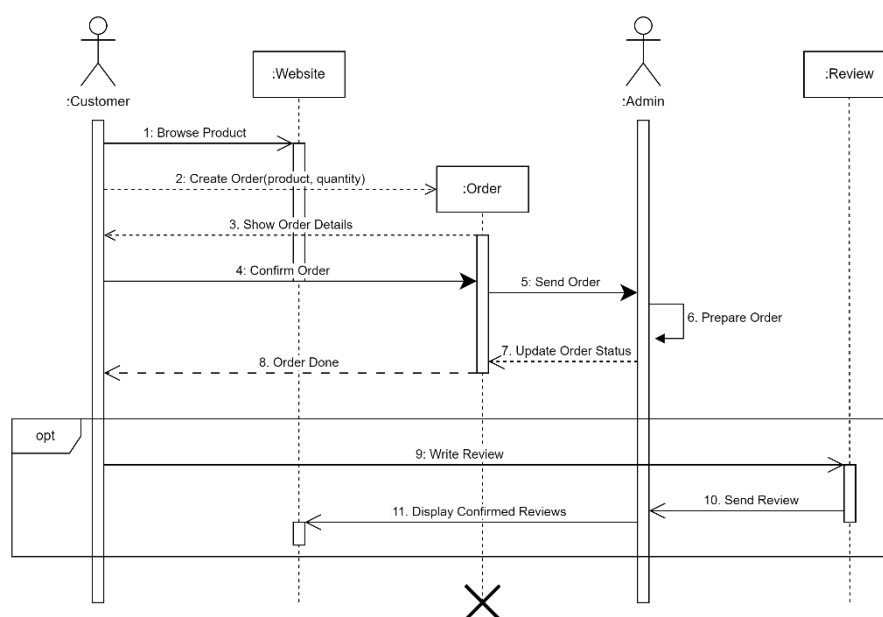 :Customer
:Website
:Admin
:Review
1: Browse Product
2: Create Order(product, quantity)
:Order
3. Show Order Details
4: Confirm Order
5: Send Order
6. Prepare Order
7. Update Order Status
8. Order Done
opt
9: Write Review
10. Send Review
11. Display Confirmed Reviews